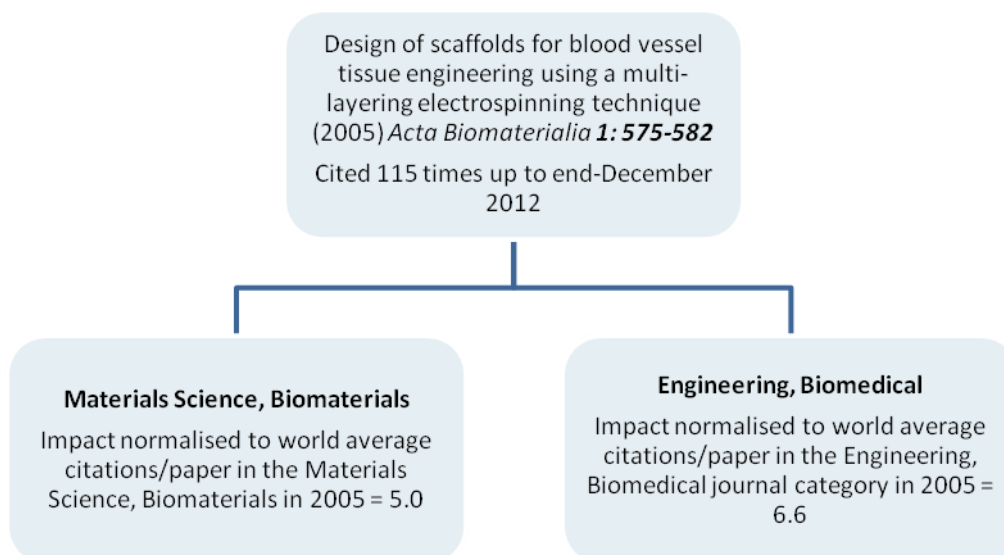 Design of scaffolds for blood vessel
tissue engineering using a multi-
layering electrospinning technique
(2005) Acta Biomaterialia 1: 575-582
Cited 115 times up to end-December
2012
Materials Science, Biomaterials
Impact normalised to world average
citations/paper in the Materials
Science, Biomaterials in 2005 = 5.0
Engineering, Biomedical
Impact normalised to world average
citations/paper in the Engineering,
Biomedical journal category in 2005 =
6.6